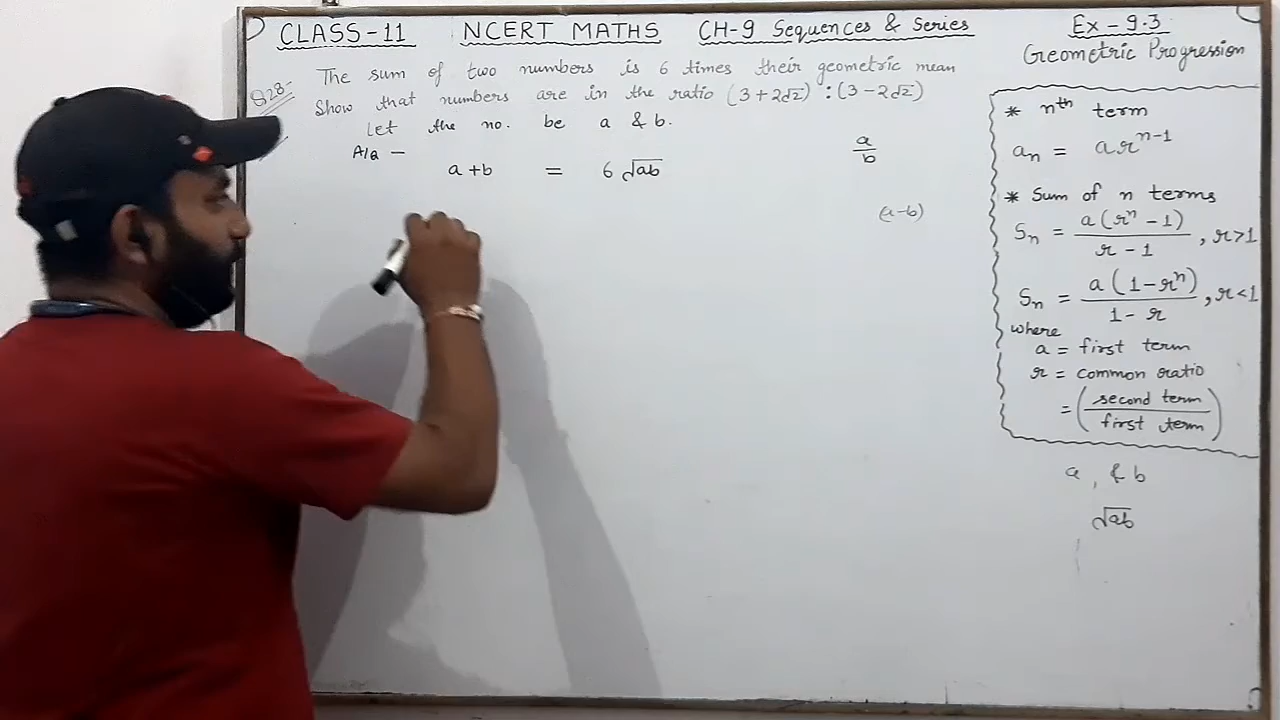 CLASS-11 NCERT MATHS CH-9 Sequences & Series Ex-9.3
Geometric Progression
Q28- The sum of two numbers is 6 times their geometric mean
Show that numbers are in the ratio (3+2√2) : (3-2√2)
Let the no. be a & b.
A/Q -
a+b = 6√ab
a/b
(a-b)
* nth term
aₙ = arⁿ⁻¹
* Sum of n terms
Sₙ = a(rⁿ-1)/r-1, r>1
Sₙ = a(1-rⁿ)/1-r, r<1
where
a = first term
r = common ratio
= (second term/first term)
a, & b
√ab